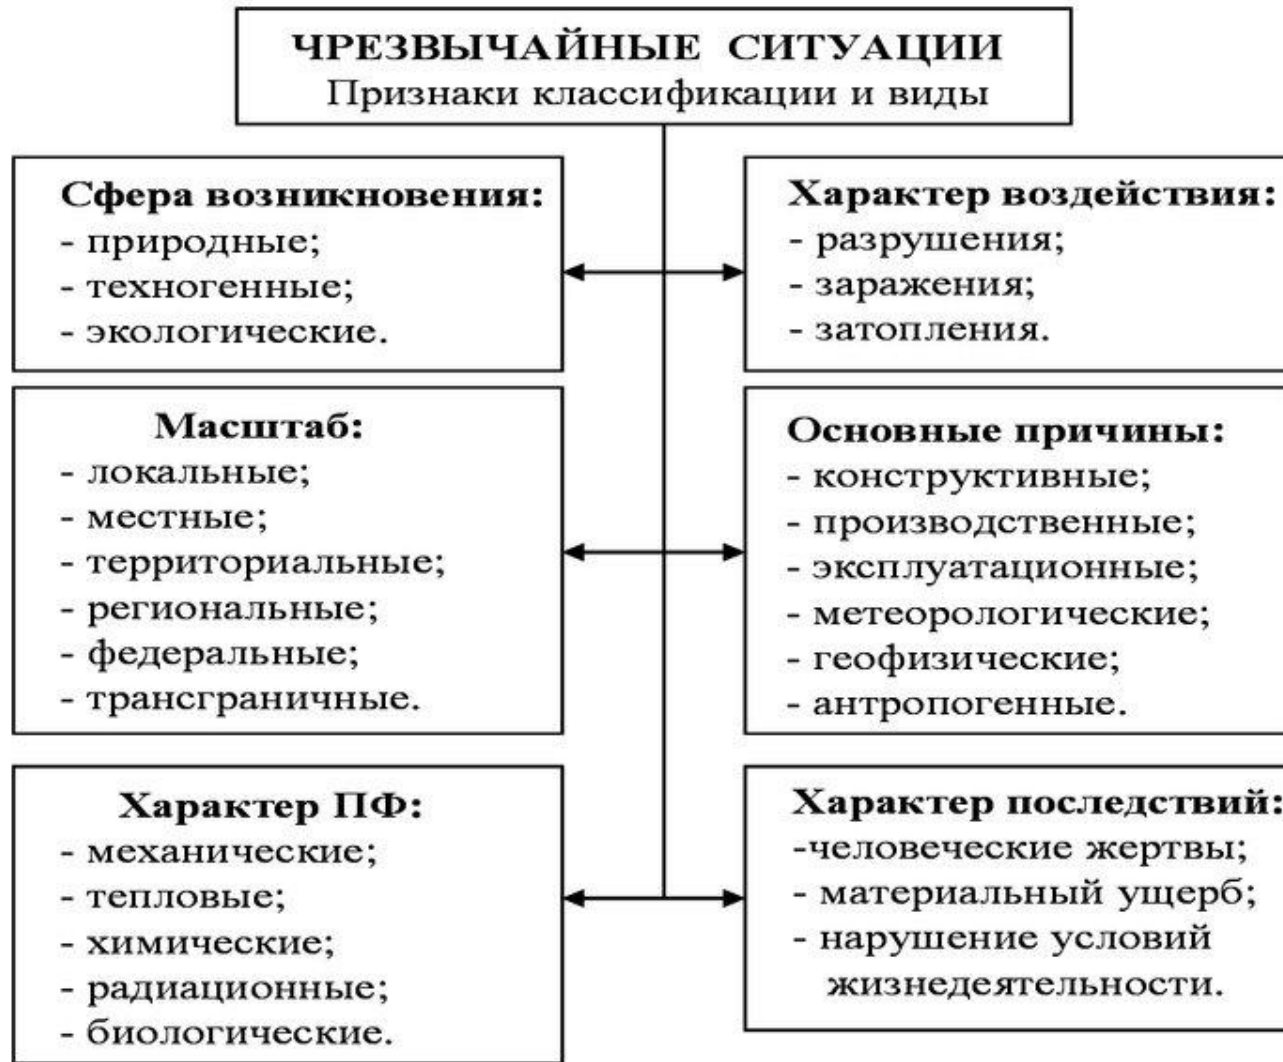 ЧРЕЗВЫЧАЙНЫЕ СИТУАЦИИ
Признаки классификации и виды
Сфера возникновения:
- природные;
- техногенные;
- экологические.
Характер воздействия:
- разрушения;
- заражения;
- затопления.
Масштаб:
- локальные;
- местные;
- территориальные;
- региональные;
- федеральные;
- трансграничные.
Основные причины:
- конструктивные;
- производственные;
- эксплуатационные;
- метеорологические;
- геофизические;
- антропогенные.
Характер ПФ:
- механические;
- тепловые;
- химические;
- радиационные;
- биологические.
Характер последствий:
-человеческие жертвы;
- материальный ущерб;
- нарушение условий
жизнедеятельности.